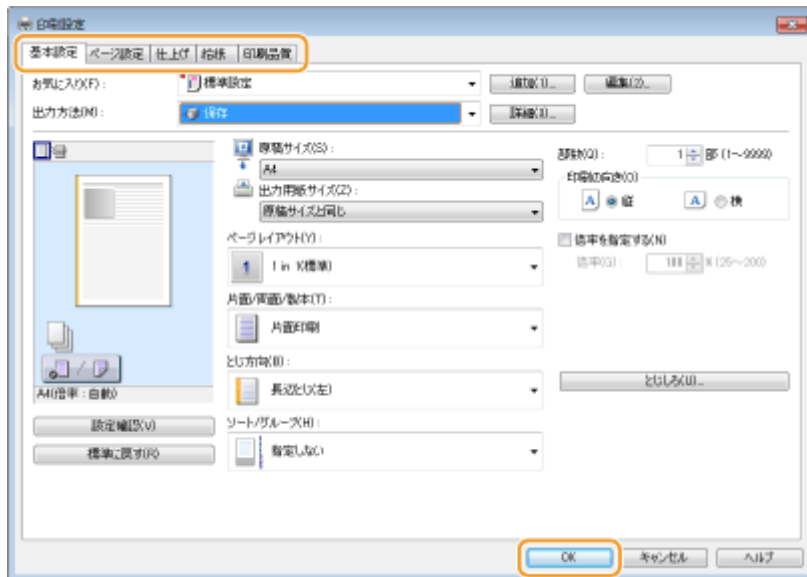 印刷設定
基本設定 ページ設定 仕上げ 給紙 印刷品質
お気に入り(F): 標準設定 追加(1)... 編集(2)...
出力方法(M): 保存 詳細(3)...
原稿サイズ(S):
A4
出力用紙サイズ(Z):
原稿サイズと同じ
ページレイアウト(Y):
1 1 in 1(標準)
片面/両面/製本(T):
片面印刷
とじ方向(B):
長辺とじ(左)
ソート/グループ(H):
指定しない
部数(Q): 1 部 (1~9999)
印刷の向き(O)
A 縦 A 横
倍率を指定する(N)
倍率(G): 100 % (25~200)
とじしろ(U)...
A4(倍率:自動)
設定確認(V)
標準に戻す(R)
OK キャンセル ヘルプ